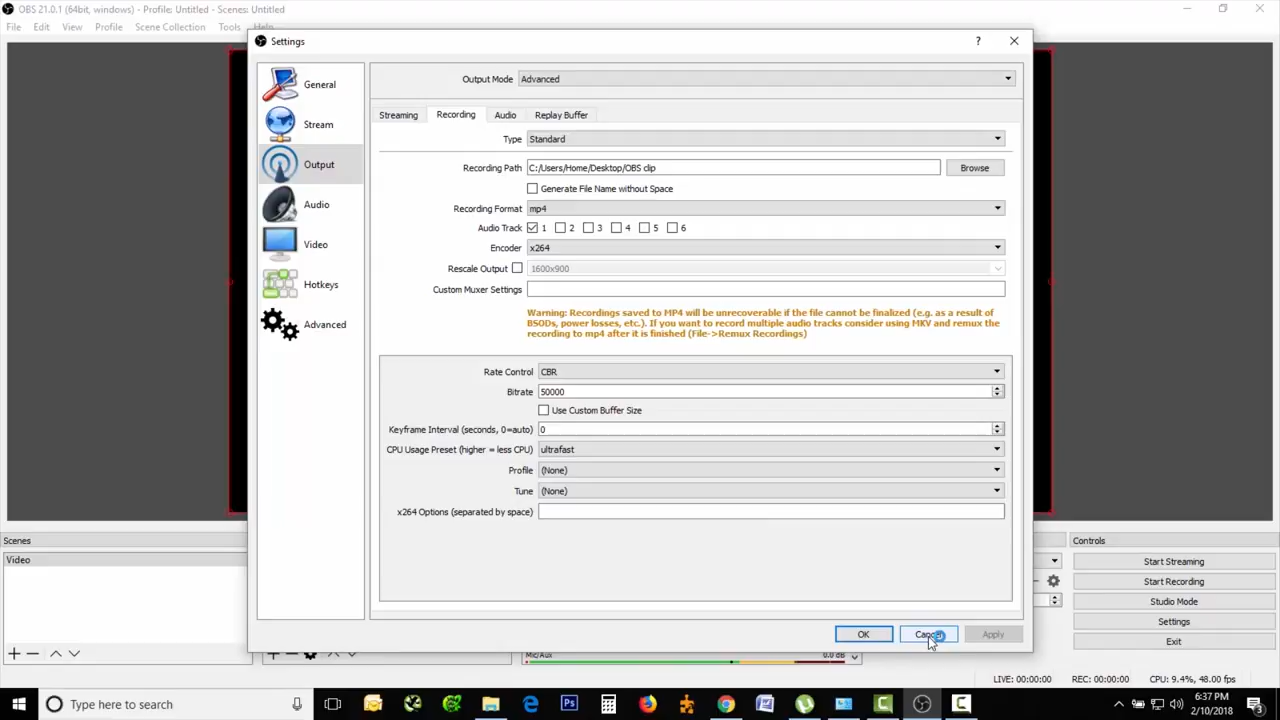 OBS 21.0.1 (64bit, windows) - Profile: Untitled - Scenes: Untitled
File Edit View Profile Scene Collection Tools Help
Settings
?
General
Stream
Output
Audio
Video
Hotkeys
Advanced
Output Mode Advanced
Streaming Recording Audio Replay Buffer
Type Standard
Recording Path C:/Users/Home/Desktop/OBS clip Browse
Generate File Name without Space
Recording Format mp4
Audio Track 1 2 3 4 5 6
Encoder x264
Rescale Output 1600x900
Custom Muxer Settings
Warning: Recordings saved to MP4 will be unrecoverable if the file cannot be finalized (e.g. as a result of
BSODs, power losses, etc.). If you want to record multiple audio tracks consider using MKV and remux the
recording to mp4 after it is finished (File->Remux Recordings)
Rate Control CBR
Bitrate 50000
Use Custom Buffer Size
Keyframe Interval (seconds, 0=auto) 0
CPU Usage Preset (higher = less CPU) ultrafast
Profile (None)
Tune (None)
x264 Options (separated by space)
OK Cancel Apply
Scenes
Video
Controls
Start Streaming
Start Recording
Studio Mode
Settings
Exit
Mic/Aux 0.0 dB
LIVE: 00:00:00 REC: 00:00:00 CPU: 9.4%, 48.00 fps
Type here to search
6:37 PM
2/10/2018